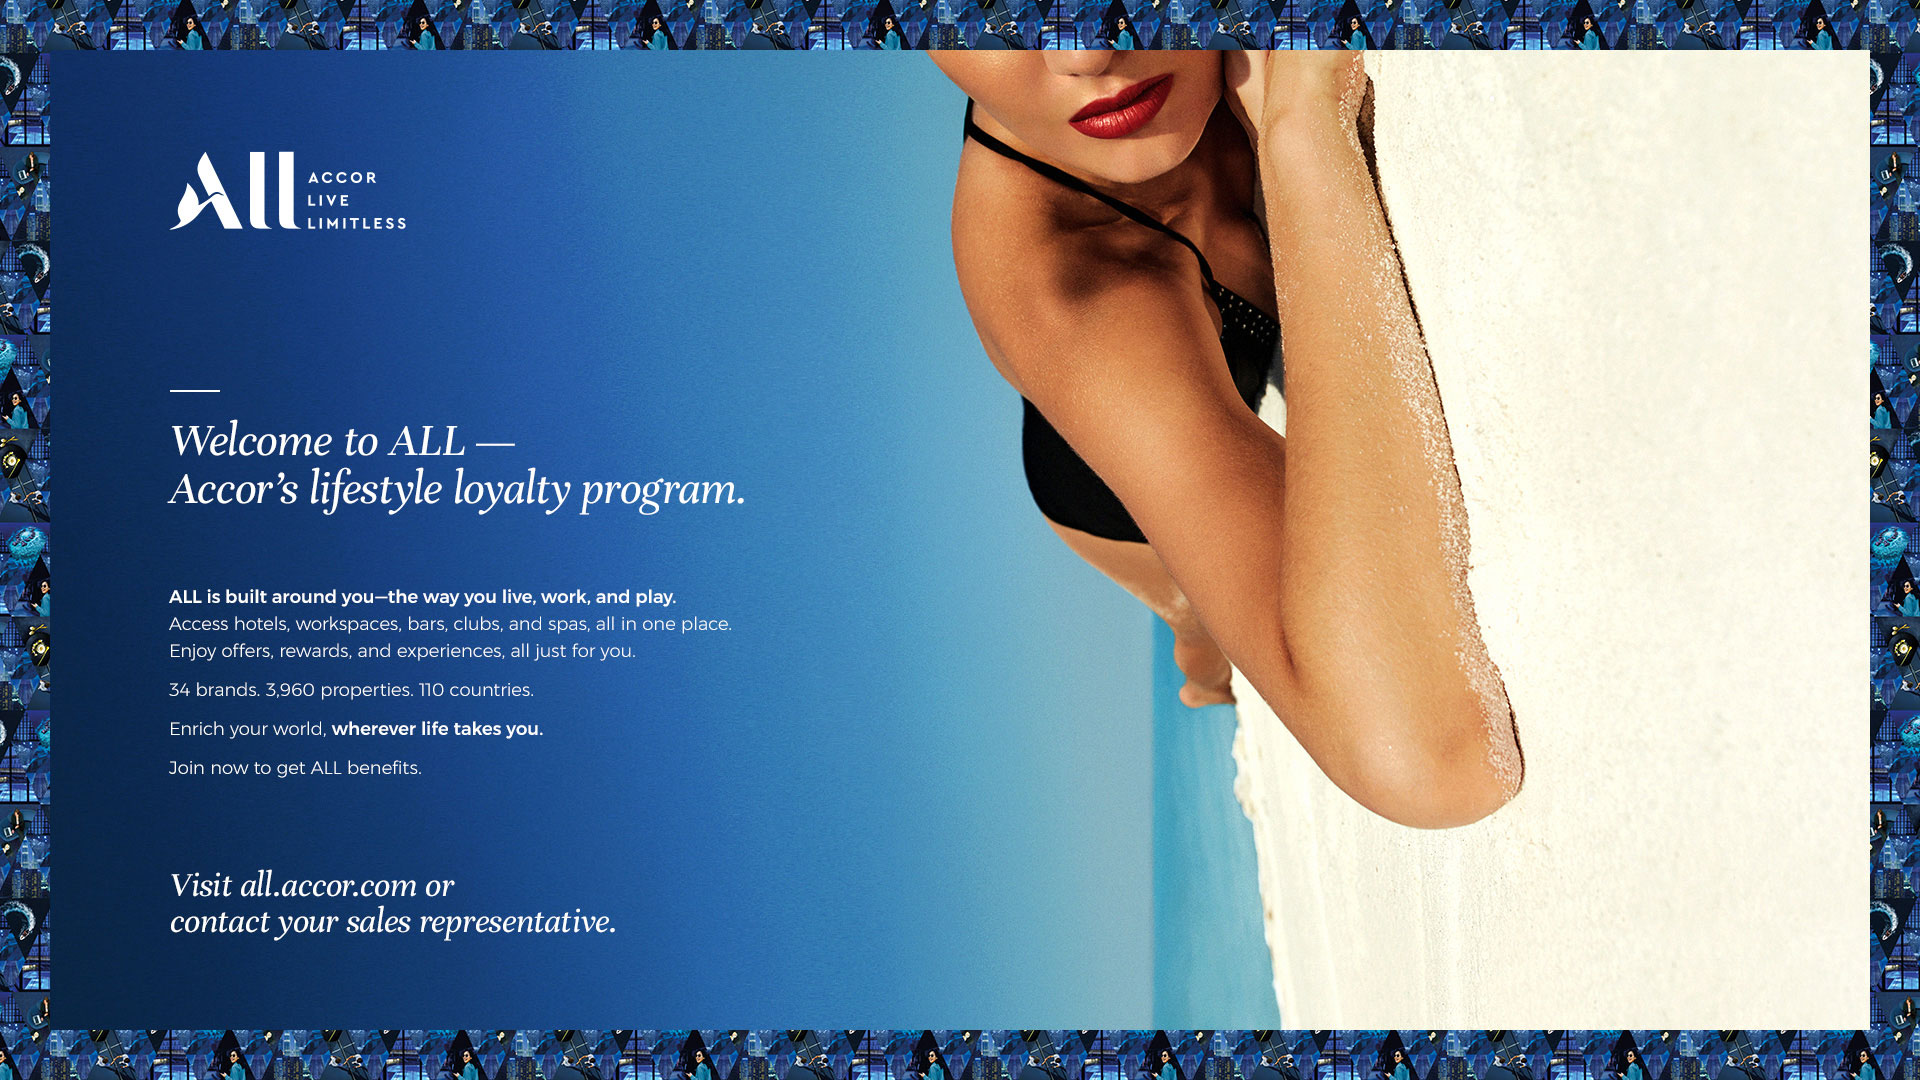 All ACCOR
LIVE
LIMITLESS
Welcome to ALL —
Accor’s lifestyle loyalty program.
ALL is built around you—the way you live, work, and play.
Access hotels, workspaces, bars, clubs, and spas, all in one place.
Enjoy offers, rewards, and experiences, all just for you.
34 brands. 3,960 properties. 110 countries.
Enrich your world, wherever life takes you.
Join now to get ALL benefits.
Visit all.accor.com or
contact your sales representative.